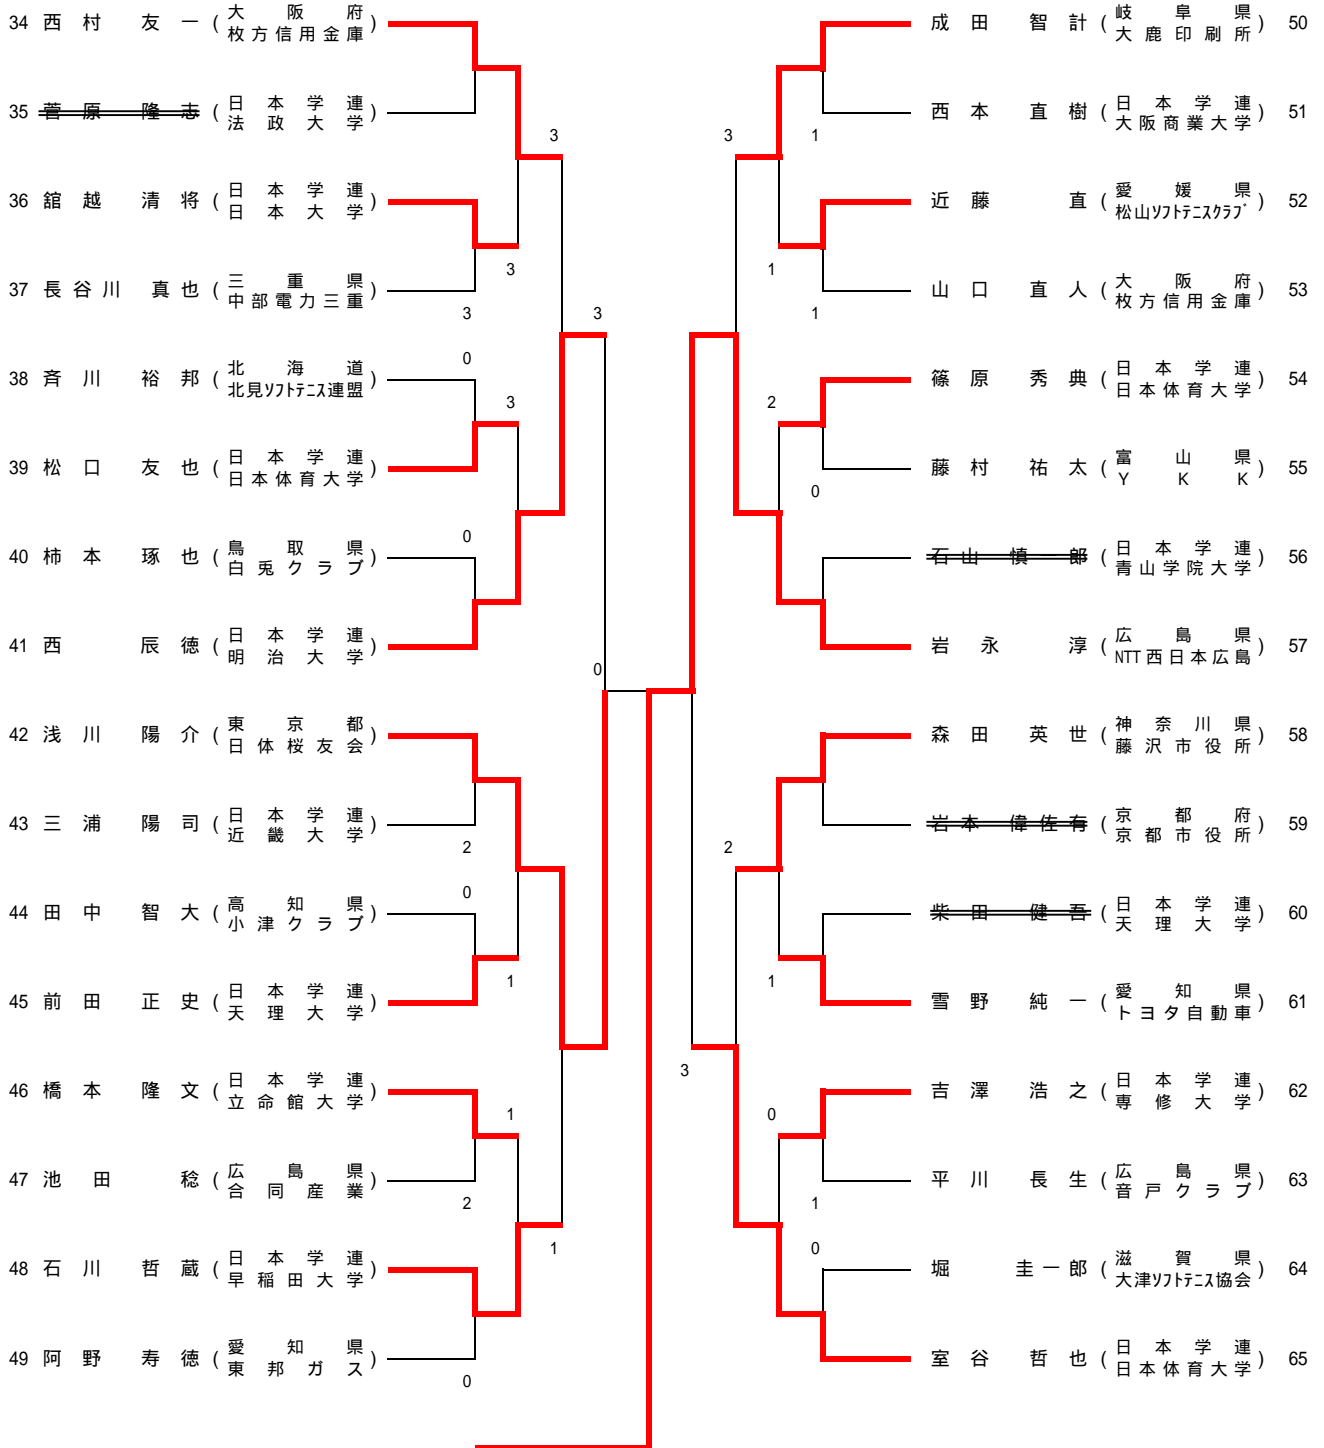 34 西村 友一 (大阪府 枚方信用金庫)
35 菅原 隆志 (日本学連 法政大学)
3
36 舘越 清将 (日本学連 日本大学)
3
37 長谷川 真也 (三重県 中部電力三重)
3
3
0
38 斉川 裕邦 (北海道 北見ソフトテニス連盟)
3
39 松口 友也 (日本学連 日本体育大学)
0
40 柿本 琢也 (鳥取県 白兎クラブ)
41 西 辰徳 (日本学連 明治大学)
0
42 浅川 陽介 (東京都 日体桜友会)
43 三浦 陽司 (日本学連 近畿大学)
2
0
44 田中 智大 (高知県 小津クラブ)
1
45 前田 正史 (日本学連 天理大学)
46 橋本 隆文 (日本学連 立命館大学)
1
47 池田 稔 (広島県 合同産業)
2
1
48 石川 哲蔵 (日本学連 早稲田大学)
49 阿野 寿徳 (愛知県 東邦ガス)
0
成田 智計 (岐阜県 大鹿印刷所) 50
西本 直樹 (日本学連 大阪商業大学) 51
3
1
近藤 直 (愛媛県 松山ソフトテニスクラブ) 52
1
山口 直人 (大阪府 枚方信用金庫) 53
1
篠原 秀典 (日本学連 日本体育大学) 54
2
藤村 祐太 (富山県 YKK) 55
0
石山 慎一郎 (日本学連 青山学院大学) 56
岩永 淳 (広島県 NTT西日本広島) 57
森田 英世 (神奈川県 藤沢市役所) 58
岩本 偉佐有 (京都府 京都市役所) 59
2
柴田 健吾 (日本学連 天理大学) 60
1
雪野 純一 (愛知県 トヨタ自動車) 61
3
吉澤 浩之 (日本学連 専修大学) 62
0
平川 長生 (広島県 音戸クラブ) 63
1
0
堀 圭一郎 (滋賀県 大津ソフトテニス協会) 64
室谷 哲也 (日本学連 日本体育大学) 65